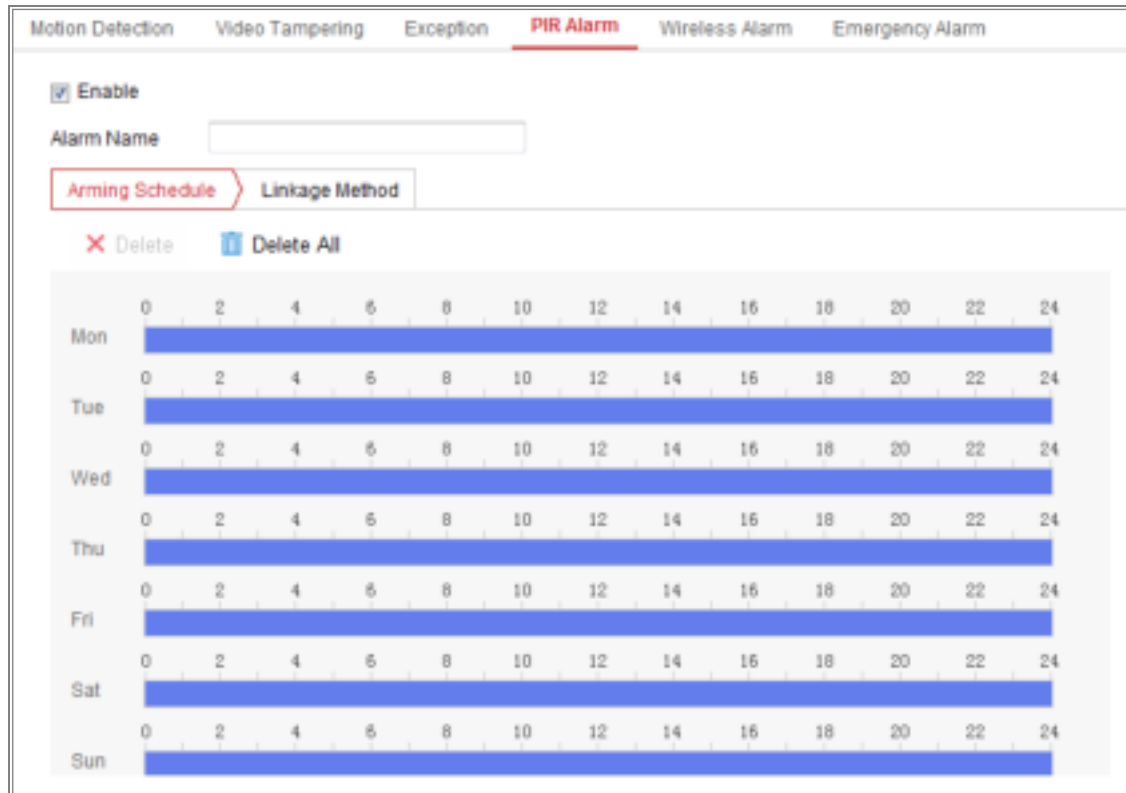 Motion Detection Video Tampering Exception PIR Alarm Wireless Alarm Emergency Alarm
Enable
Alarm Name
Arming Schedule Linkage Method
Delete Delete All
0 2 4 6 8 10 12 14 16 18 20 22 24
Mon
0 2 4 6 8 10 12 14 16 18 20 22 24
Tue
0 2 4 6 8 10 12 14 16 18 20 22 24
Wed
0 2 4 6 8 10 12 14 16 18 20 22 24
Thu
0 2 4 6 8 10 12 14 16 18 20 22 24
Fri
0 2 4 6 8 10 12 14 16 18 20 22 24
Sat
0 2 4 6 8 10 12 14 16 18 20 22 24
Sun